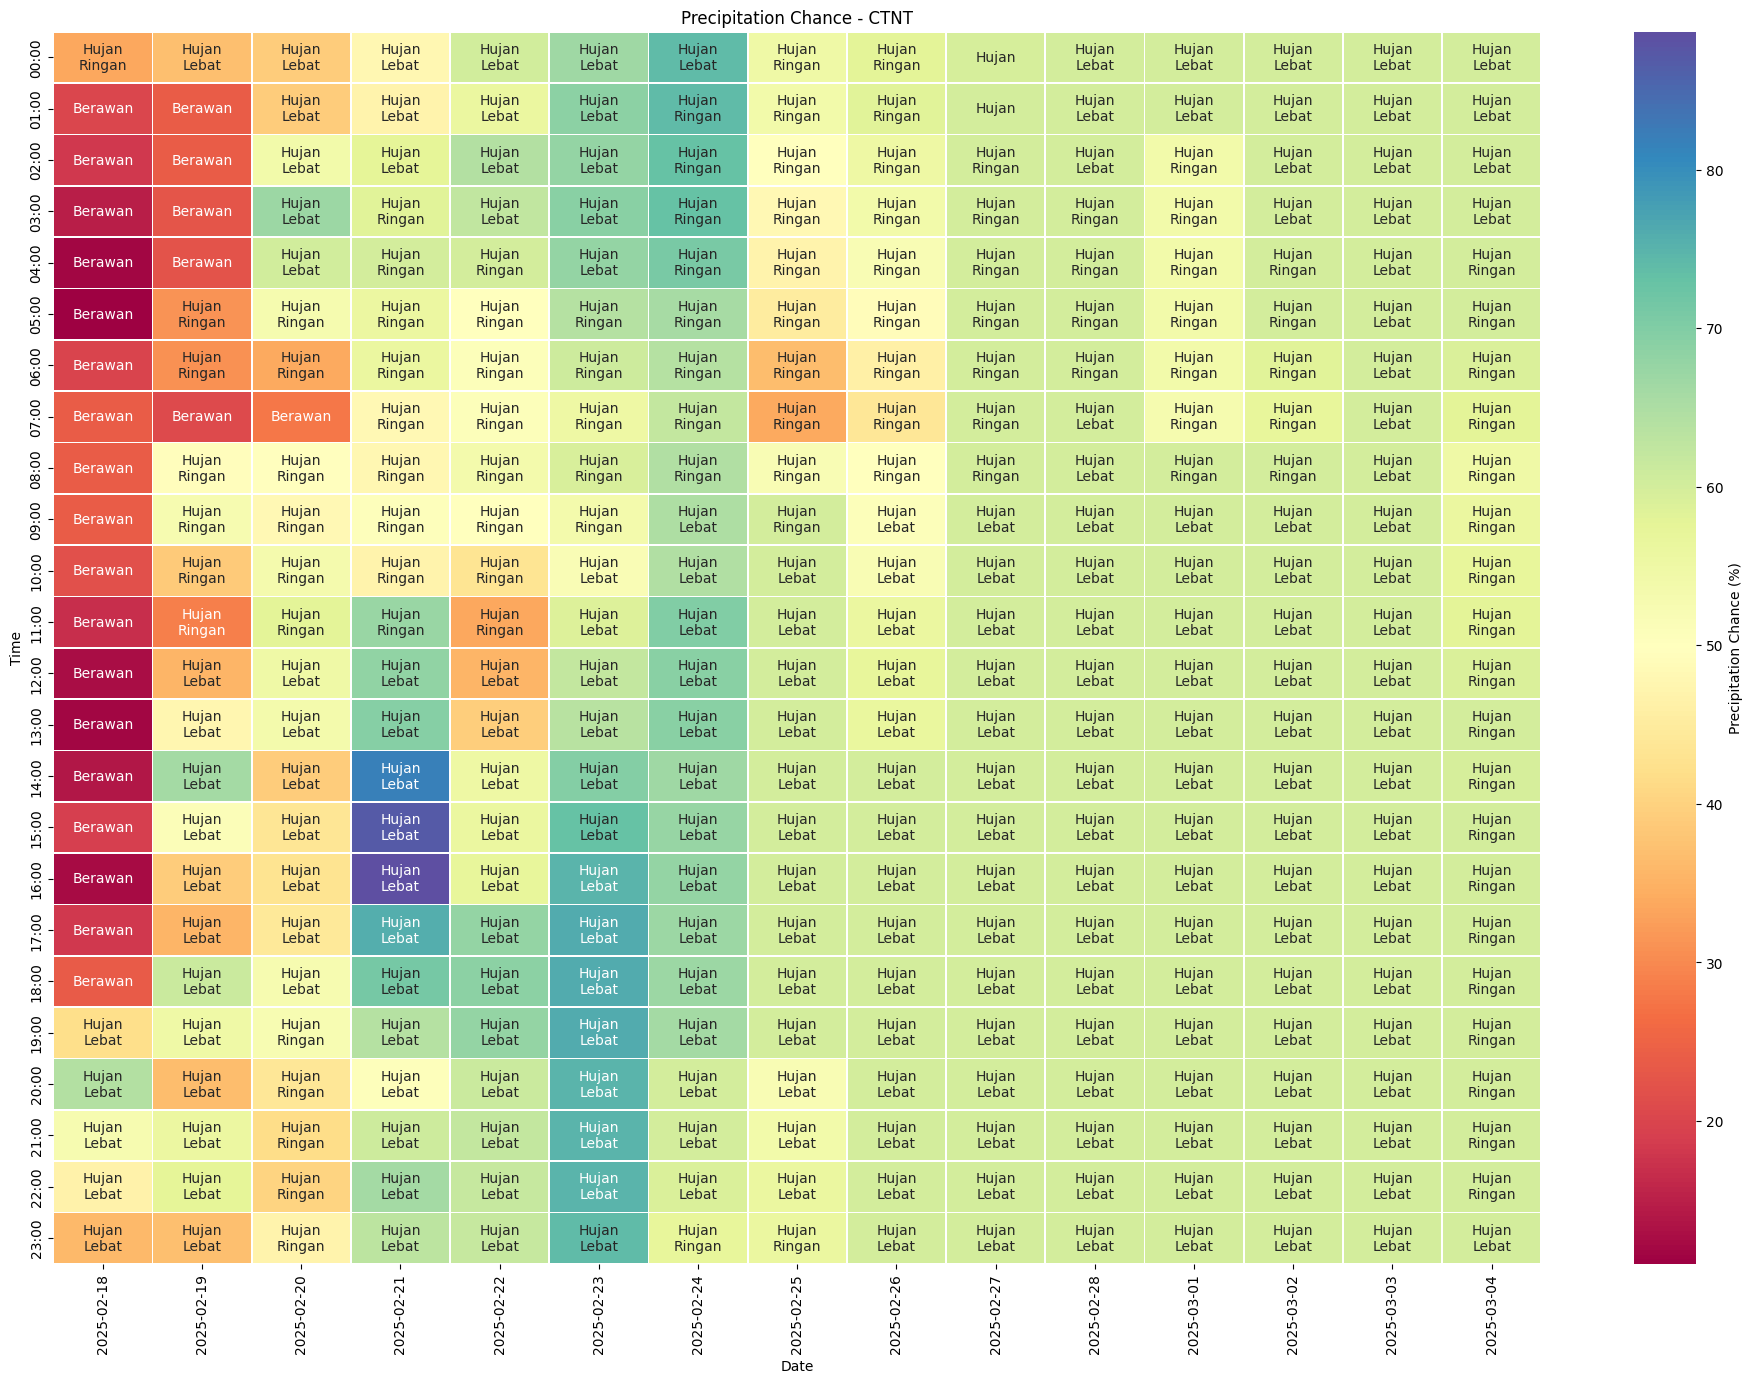 Precipitation Chance - CTNT
00:00 Hujan Ringan Hujan Lebat Hujan Lebat Hujan Lebat Hujan Lebat Hujan Lebat Hujan Lebat Hujan Ringan Hujan Ringan Hujan Hujan Lebat Hujan Lebat Hujan Lebat Hujan Lebat Hujan Lebat
01:00 Berawan Berawan Hujan Lebat Hujan Lebat Hujan Lebat Hujan Lebat Hujan Ringan Hujan Ringan Hujan Ringan Hujan Hujan Lebat Hujan Lebat Hujan Lebat Hujan Lebat Hujan Lebat
02:00 Berawan Berawan Hujan Lebat Hujan Lebat Hujan Lebat Hujan Lebat Hujan Ringan Hujan Ringan Hujan Ringan Hujan Ringan Hujan Lebat Hujan Ringan Hujan Lebat Hujan Lebat Hujan Lebat
03:00 Berawan Berawan Hujan Lebat Hujan Ringan Hujan Lebat Hujan Lebat Hujan Ringan Hujan Ringan Hujan Ringan Hujan Ringan Hujan Ringan Hujan Ringan Hujan Lebat Hujan Lebat Hujan Lebat
04:00 Berawan Berawan Hujan Lebat Hujan Ringan Hujan Ringan Hujan Lebat Hujan Ringan Hujan Ringan Hujan Ringan Hujan Ringan Hujan Ringan Hujan Ringan Hujan Ringan Hujan Lebat Hujan Ringan
05:00 Berawan Hujan Ringan Hujan Ringan Hujan Ringan Hujan Ringan Hujan Ringan Hujan Ringan Hujan Ringan Hujan Ringan Hujan Ringan Hujan Ringan Hujan Ringan Hujan Ringan Hujan Lebat Hujan Ringan
06:00 Berawan Hujan Ringan Hujan Ringan Hujan Ringan Hujan Ringan Hujan Ringan Hujan Ringan Hujan Ringan Hujan Ringan Hujan Ringan Hujan Ringan Hujan Ringan Hujan Ringan Hujan Lebat Hujan Ringan
07:00 Berawan Berawan Berawan Hujan Ringan Hujan Ringan Hujan Ringan Hujan Ringan Hujan Ringan Hujan Ringan Hujan Ringan Hujan Lebat Hujan Ringan Hujan Ringan Hujan Lebat Hujan Ringan
08:00 Berawan Hujan Ringan Hujan Ringan Hujan Ringan Hujan Ringan Hujan Ringan Hujan Ringan Hujan Ringan Hujan Ringan Hujan Ringan Hujan Lebat Hujan Ringan Hujan Ringan Hujan Lebat Hujan Ringan
09:00 Berawan Hujan Ringan Hujan Ringan Hujan Ringan Hujan Ringan Hujan Ringan Hujan Lebat Hujan Ringan Hujan Lebat Hujan Lebat Hujan Lebat Hujan Lebat Hujan Lebat Hujan Lebat Hujan Ringan
10:00 Berawan Hujan Ringan Hujan Ringan Hujan Ringan Hujan Ringan Hujan Lebat Hujan Lebat Hujan Lebat Hujan Lebat Hujan Lebat Hujan Lebat Hujan Lebat Hujan Lebat Hujan Lebat Hujan Ringan
11:00 Berawan Hujan Ringan Hujan Ringan Hujan Ringan Hujan Ringan Hujan Lebat Hujan Lebat Hujan Lebat Hujan Lebat Hujan Lebat Hujan Lebat Hujan Lebat Hujan Lebat Hujan Lebat Hujan Ringan
12:00 Berawan Hujan Lebat Hujan Lebat Hujan Lebat Hujan Lebat Hujan Lebat Hujan Lebat Hujan Lebat Hujan Lebat Hujan Lebat Hujan Lebat Hujan Lebat Hujan Lebat Hujan Lebat Hujan Ringan
13:00 Berawan Hujan Lebat Hujan Lebat Hujan Lebat Hujan Lebat Hujan Lebat Hujan Lebat Hujan Lebat Hujan Lebat Hujan Lebat Hujan Lebat Hujan Lebat Hujan Lebat Hujan Lebat Hujan Ringan
14:00 Berawan Hujan Lebat Hujan Lebat Hujan Lebat Hujan Lebat Hujan Lebat Hujan Lebat Hujan Lebat Hujan Lebat Hujan Lebat Hujan Lebat Hujan Lebat Hujan Lebat Hujan Lebat Hujan Ringan
15:00 Berawan Hujan Lebat Hujan Lebat Hujan Lebat Hujan Lebat Hujan Lebat Hujan Lebat Hujan Lebat Hujan Lebat Hujan Lebat Hujan Lebat Hujan Lebat Hujan Lebat Hujan Lebat Hujan Ringan
16:00 Berawan Hujan Lebat Hujan Lebat Hujan Lebat Hujan Lebat Hujan Lebat Hujan Lebat Hujan Lebat Hujan Lebat Hujan Lebat Hujan Lebat Hujan Lebat Hujan Lebat Hujan Lebat Hujan Ringan
17:00 Berawan Hujan Lebat Hujan Lebat Hujan Lebat Hujan Lebat Hujan Lebat Hujan Lebat Hujan Lebat Hujan Lebat Hujan Lebat Hujan Lebat Hujan Lebat Hujan Lebat Hujan Lebat Hujan Ringan
18:00 Berawan Hujan Lebat Hujan Lebat Hujan Lebat Hujan Lebat Hujan Lebat Hujan Lebat Hujan Lebat Hujan Lebat Hujan Lebat Hujan Lebat Hujan Lebat Hujan Lebat Hujan Lebat Hujan Ringan
19:00 Hujan Lebat Hujan Lebat Hujan Ringan Hujan Lebat Hujan Lebat Hujan Lebat Hujan Lebat Hujan Lebat Hujan Lebat Hujan Lebat Hujan Lebat Hujan Lebat Hujan Lebat Hujan Lebat Hujan Ringan
20:00 Hujan Lebat Hujan Lebat Hujan Ringan Hujan Lebat Hujan Lebat Hujan Lebat Hujan Lebat Hujan Lebat Hujan Lebat Hujan Lebat Hujan Lebat Hujan Lebat Hujan Lebat Hujan Lebat Hujan Ringan
21:00 Hujan Lebat Hujan Lebat Hujan Ringan Hujan Lebat Hujan Lebat Hujan Lebat Hujan Lebat Hujan Lebat Hujan Lebat Hujan Lebat Hujan Lebat Hujan Lebat Hujan Lebat Hujan Lebat Hujan Ringan
22:00 Hujan Lebat Hujan Lebat Hujan Ringan Hujan Lebat Hujan Lebat Hujan Lebat Hujan Lebat Hujan Lebat Hujan Lebat Hujan Lebat Hujan Lebat Hujan Lebat Hujan Lebat Hujan Lebat Hujan Ringan
23:00 Hujan Lebat Hujan Lebat Hujan Ringan Hujan Lebat Hujan Lebat Hujan Lebat Hujan Ringan Hujan Ringan Hujan Lebat Hujan Lebat Hujan Lebat Hujan Lebat Hujan Lebat Hujan Lebat Hujan Lebat
2025-02-18 2025-02-19 2025-02-20 2025-02-21 2025-02-22 2025-02-23 2025-02-24 2025-02-25 2025-02-26 2025-02-27 2025-02-28 2025-03-01 2025-03-02 2025-03-03 2025-03-04
Date
Time
80
70
60
50
40
30
20
Precipitation Chance (%)